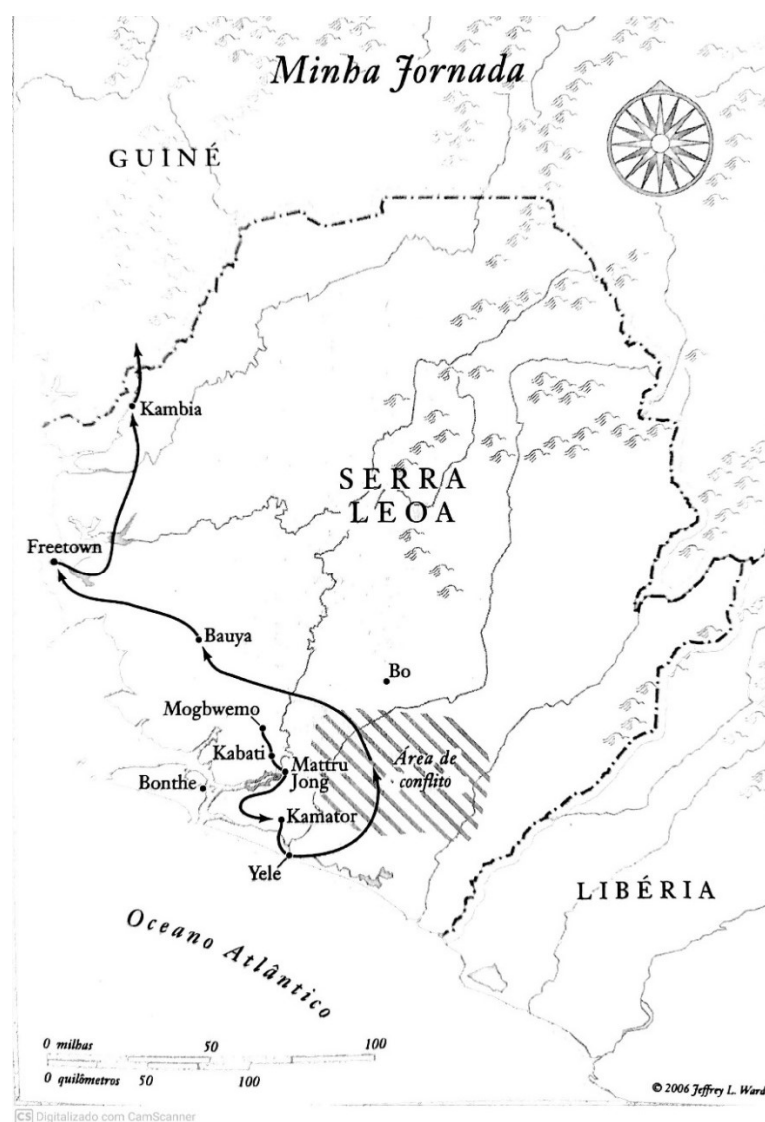 Minha Jornada
GUINÉ
Kambia
SERRA
LEOA
Freetown
Bauya
Bo
Mogbwemo
Kabati
Área de
conflito
Mattru
Jong
Bonthe
Kamator
Yele
LIBÉRIA
Oceano Atlântico
0 milhas 50 100
0 quilômetros 50 100
© 2006 Jeffrey L. Ward
CS Digitalizado com CamScanner